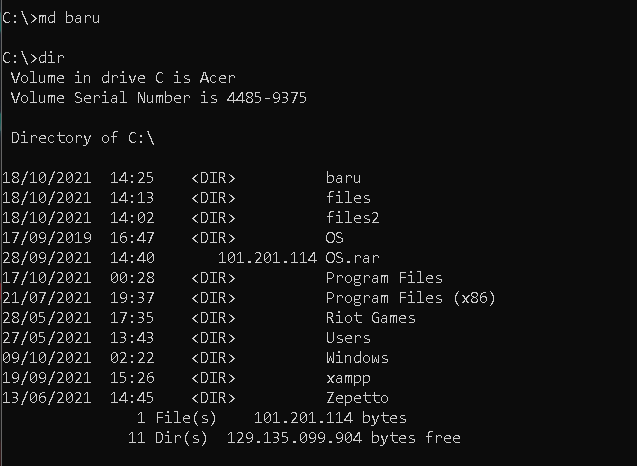 C:\>md baru
C:\>dir
Volume in drive C is Acer
Volume Serial Number is 4485-9375
Directory of C:\
18/10/2021  14:25    <DIR>          baru
18/10/2021  14:13    <DIR>          files
18/10/2021  14:02    <DIR>          files2
17/09/2019  16:47    <DIR>          OS
28/09/2021  14:40       101.201.114 OS.rar
17/10/2021  00:28    <DIR>          Program Files
21/07/2021  19:37    <DIR>          Program Files (x86)
28/05/2021  17:35    <DIR>          Riot Games
27/05/2021  13:43    <DIR>          Users
09/10/2021  02:22    <DIR>          Windows
19/09/2021  15:26    <DIR>          xampp
13/06/2021  14:45    <DIR>          Zepetto
1 File(s)    101.201.114 bytes
11 Dir(s)  129.135.099.904 bytes free